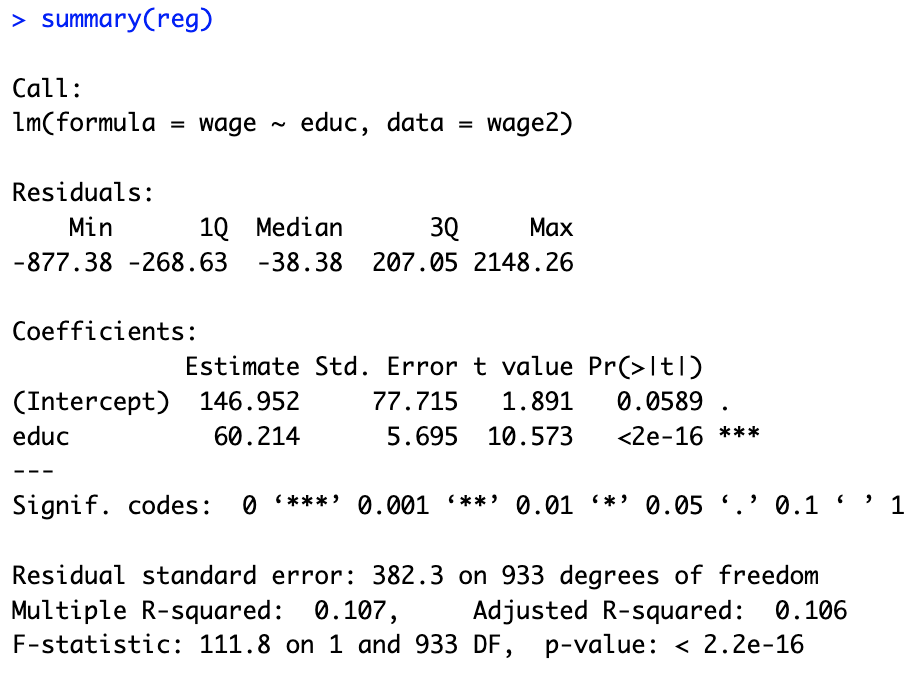 > summary(reg)
Call:
lm(formula = wage ~ educ, data = wage2)
Residuals:
    Min      1Q  Median      3Q     Max
-877.38 -268.63  -38.38  207.05 2148.26
Coefficients:
            Estimate Std. Error t value Pr(>|t|)
(Intercept)  146.952     77.715   1.891   0.0589 .
educ          60.214      5.695  10.573   <2e-16 ***
---
Signif. codes:  0 ‘***’ 0.001 ‘**’ 0.01 ‘*’ 0.05 ‘.’ 0.1 ‘ ’ 1
Residual standard error: 382.3 on 933 degrees of freedom
Multiple R-squared:  0.107,	Adjusted R-squared:  0.106
F-statistic: 111.8 on 1 and 933 DF,  p-value: < 2.2e-16